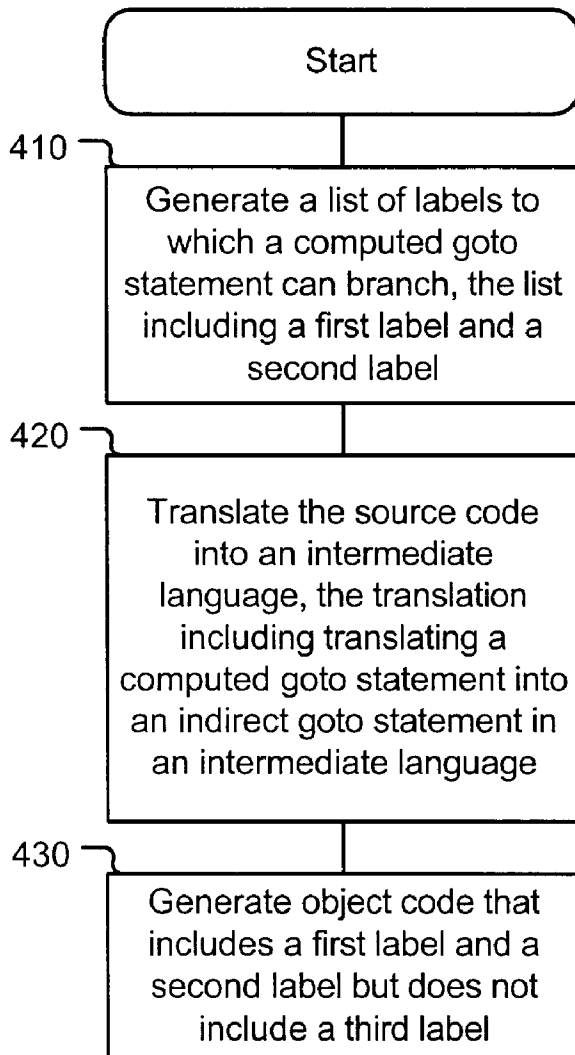 Start
410
Generate a list of labels to
which a computed goto
statement can branch, the list
including a first label and a
second label
420
Translate the source code
into an intermediate
language, the translation
including translating a
computed goto statement into
an indirect goto statement in
an intermediate language
430
Generate object code that
includes a first label and a
second label but does not
include a third label